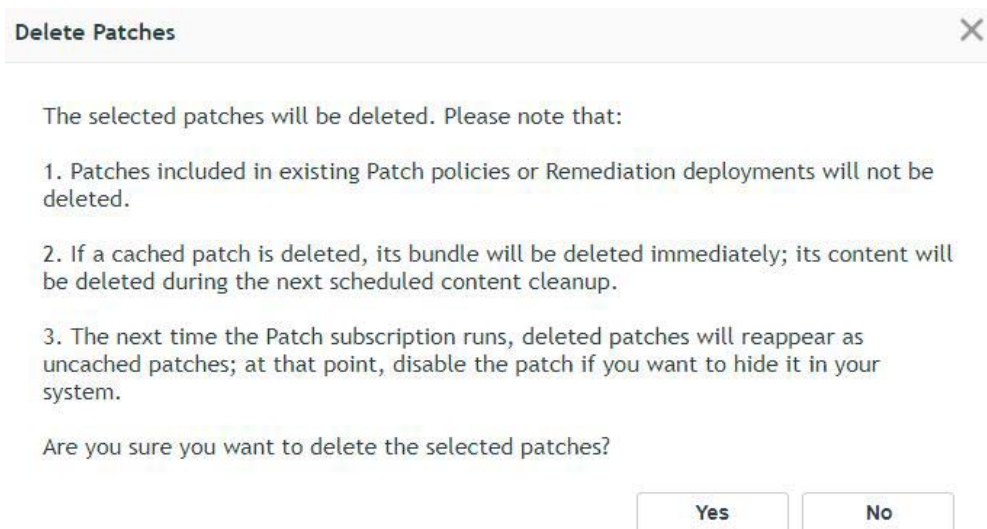 Delete Patches
The selected patches will be deleted. Please note that:
1. Patches included in existing Patch policies or Remediation deployments will not be
deleted.
2. If a cached patch is deleted, its bundle will be deleted immediately; its content will
be deleted during the next scheduled content cleanup.
3. The next time the Patch subscription runs, deleted patches will reappear as
uncached patches; at that point, disable the patch if you want to hide it in your
system.
Are you sure you want to delete the selected patches?
Yes No